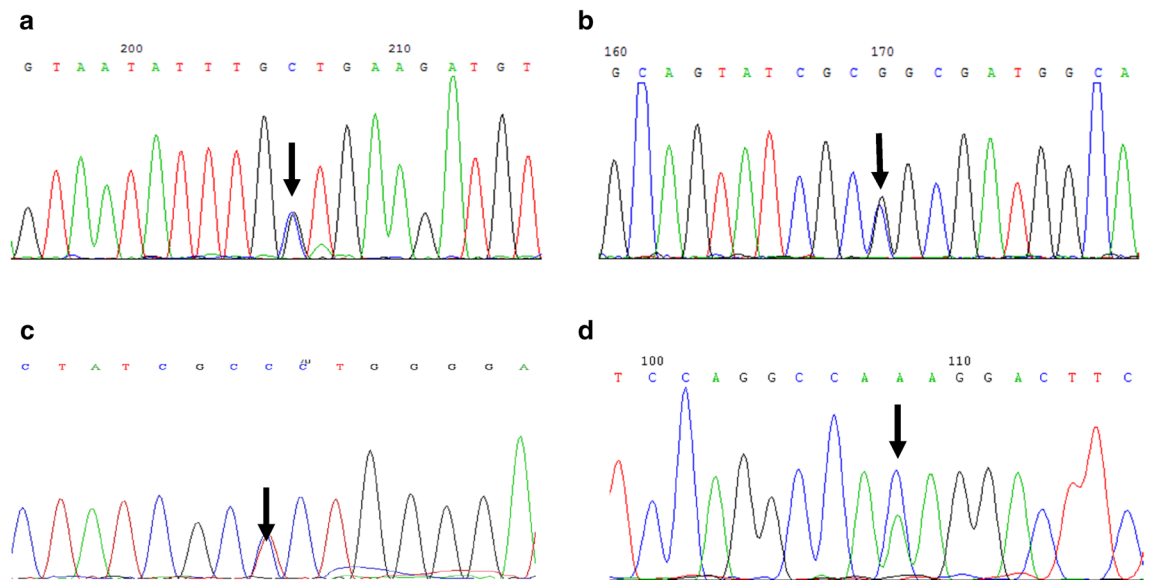 a
200 210
G T A A T A T T T G C T G A A G A T G T
b
160 170
G C A G T A T C G C G G C G A T G G C A
c
C T A T C G C C C T G G G G A
d
100 110
T C C A G G C C A A A G G A C T T C